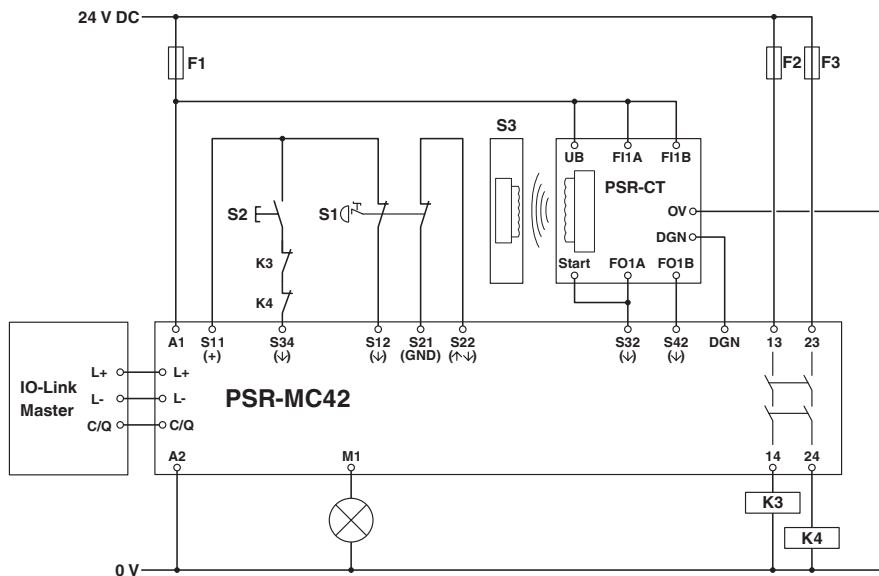 24 V DC
F1
F2
F3
S3
UB
FI1A
FI1B
PSR-CT
S2
S1
OV
DGN
K3
Start
FO1A
FO1B
K4
A1
S11
(+)
S34
(↓)
S12
(↓)
S21
(GND)
S22
(↑↓)
S32
(↓)
S42
(↓)
DGN
13
23
IO-Link
Master
L+
L-
C/Q
L+
L-
C/Q
PSR-MC42
A2
M1
14
24
K3
K4
0 V